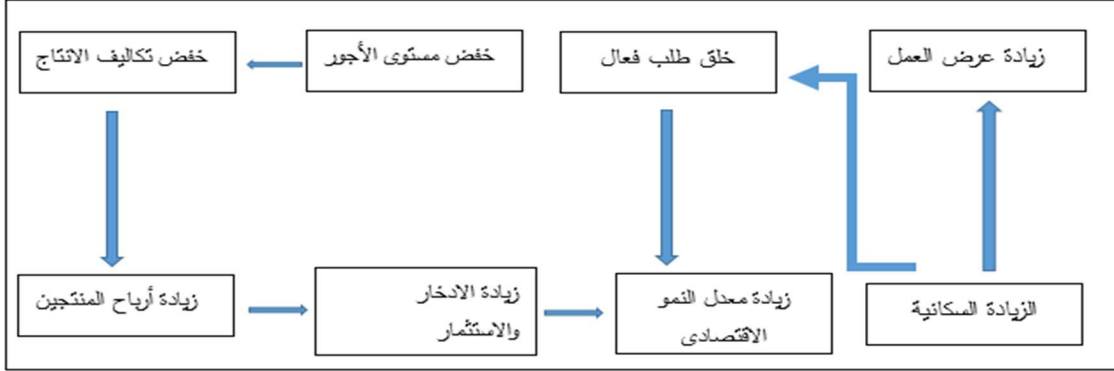 زيادة عرض العمل
خلق طلب فعال
خفض مستوى الأجور
خفض تكاليف الانتاج
الزيادة السكانية
زيادة معدل النمو
الاقتصادى
زيادة الادخار
والاستثمار
زيادة أرباح المنتجين